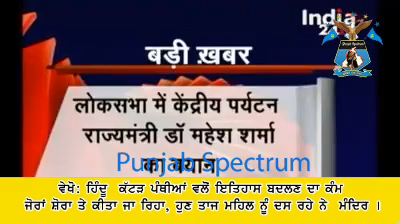 India
बड़ी ख़बर
लोकसभा में केंद्रीय पर्यटन
राज्यमंत्री डॉ महेश शर्मा
का बयान
Punjab Spectrum
ਵੇਖੋ: ਹਿੰਦੂ ਕੱਟੜ ਪੰਥੀਆਂ ਵਲੋਂ ਇਤਿਹਾਸ ਬਦਲਣ ਦਾ ਕੰਮ
ਜੋਰਾਂ ਸ਼ੋਰਾ ਤੇ ਕੀਤਾ ਜਾ ਰਿਹਾ, ਹੁਣ ਤਾਜ ਮਹਿਲ ਨੂੰ ਦਸ ਰਹੇ ਨੇ ਮੰਦਿਰ ।